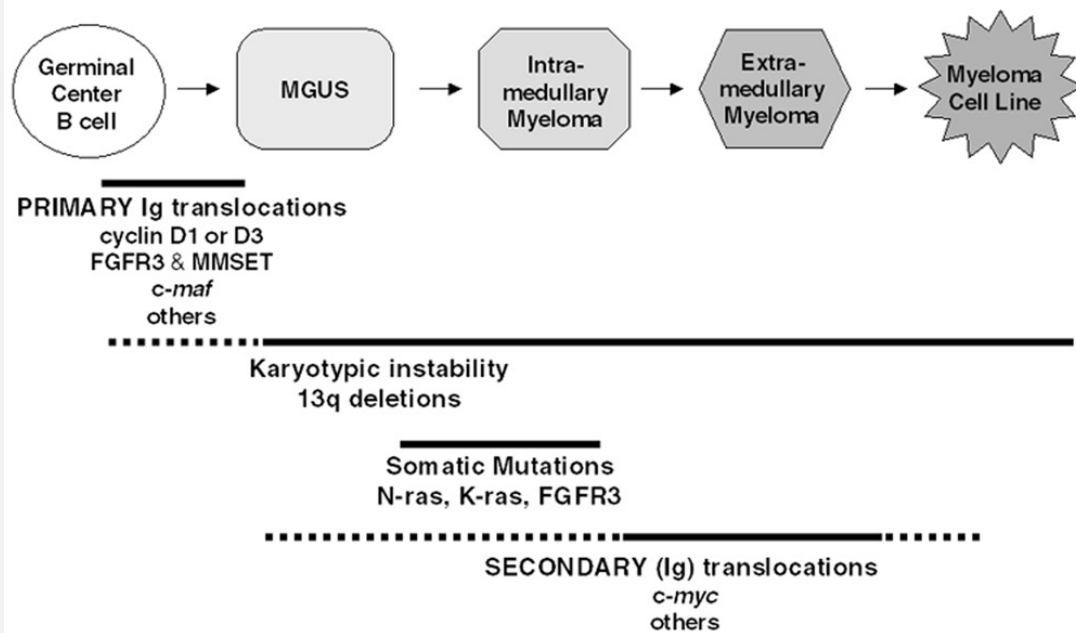 Germinal
Center
B cell
MGUS
Intra-
medullary
Myeloma
Extra-
medullary
Myeloma
Myeloma
Cell Line
PRIMARY Ig translocations
cyclin D1 or D3
FGFR3 & MMSET
c-maf
others
Karyotypic instability
13q deletions
Somatic Mutations
N-ras, K-ras, FGFR3
SECONDARY (Ig) translocations
c-myc
others